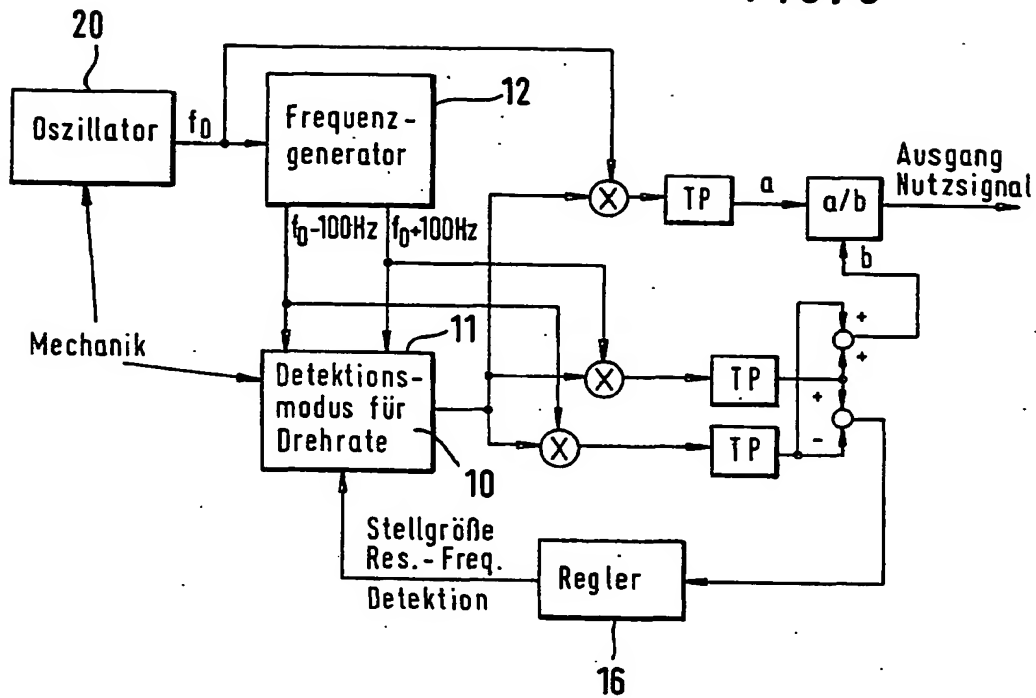 20
12
Oszillator
f0
Frequenz-
generator
Ausgang
Nutzsignal
X
TP
a
a/b
f0-100Hz
f0+100Hz
b
Mechanik
11
+
+
Detektions-
modus für
Drehrate
X
TP
+
X
TP
-
10
Stellgröße
Res.-Freq.
Detektion
Regler
16